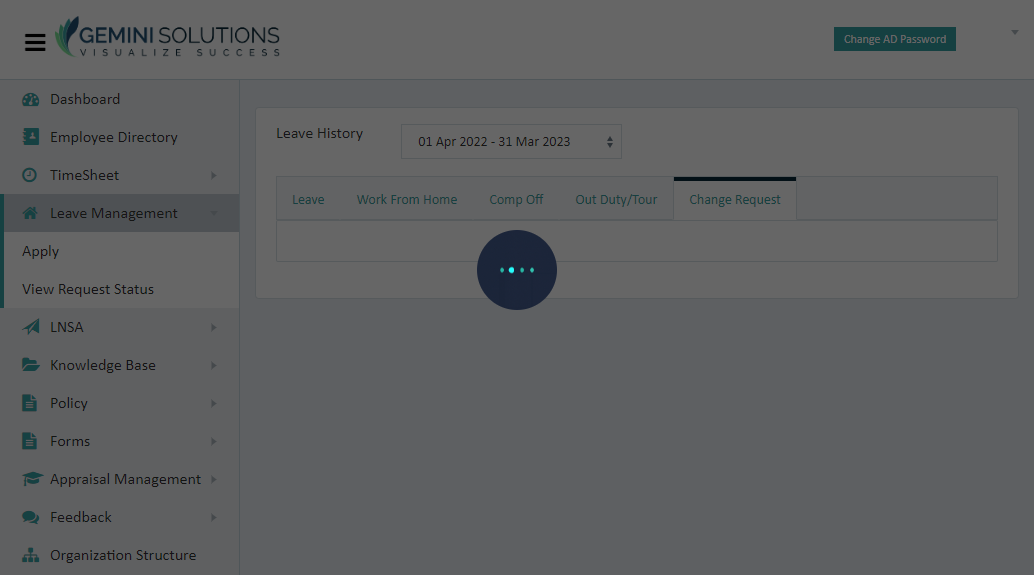 GEMINI SOLUTIONS
VISUALIZE SUCCESS
Change AD Password
Dashboard
Employee Directory
TimeSheet
Leave Management
Apply
View Request Status
LNSA
Knowledge Base
Policy
Forms
Appraisal Management
Feedback
Organization Structure
Leave History
01 Apr 2022 - 31 Mar 2023
Leave Work From Home Comp Off Out Duty/Tour Change Request